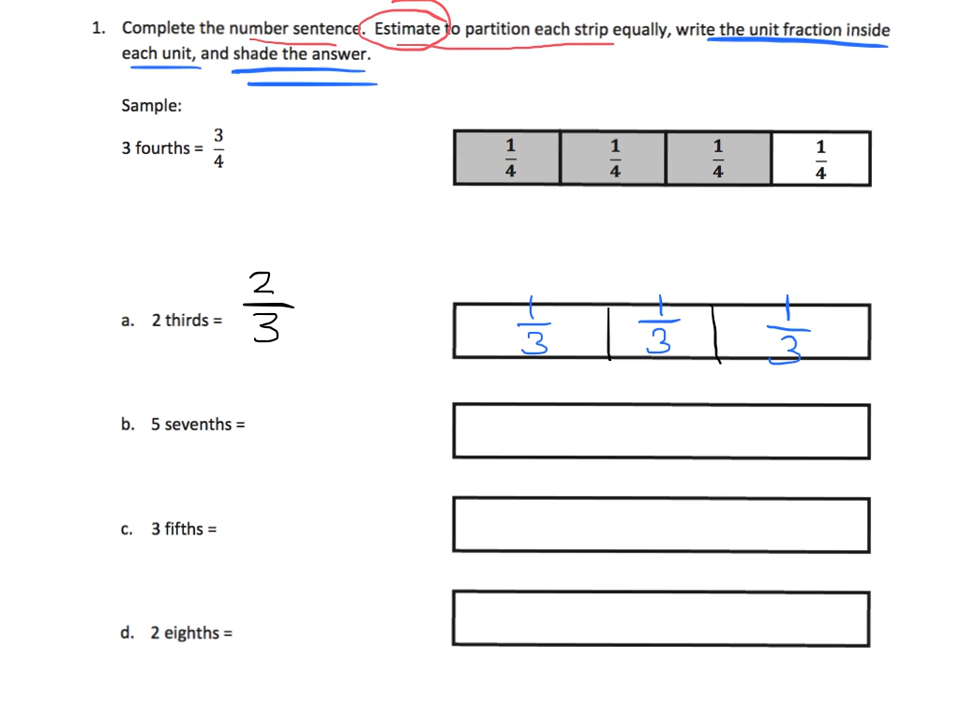 1. Complete the number sentence. Estimate to partition each strip equally, write the unit fraction inside
each unit, and shade the answer.
Sample:
3 fourths = 3/4
1/4 1/4 1/4 1/4
a. 2 thirds = 2/3
1/3 1/3 1/3
b. 5 sevenths =
c. 3 fifths =
d. 2 eighths =